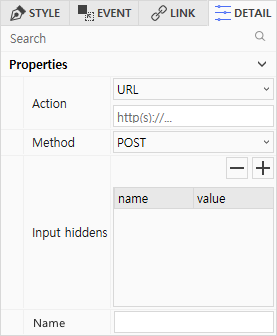 STYLE EVENT LINK DETAIL
Search
Properties
Action URL
http(s)://...
Method POST
name value
Input hiddens
Name